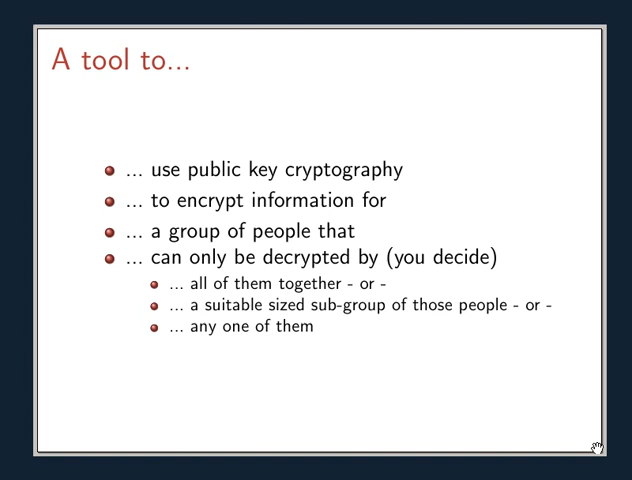 A tool to...
... use public key cryptography
... to encrypt information for
... a group of people that
... can only be decrypted by (you decide)
... all of them together - or -
... a suitable sized sub-group of those people - or -
... any one of them